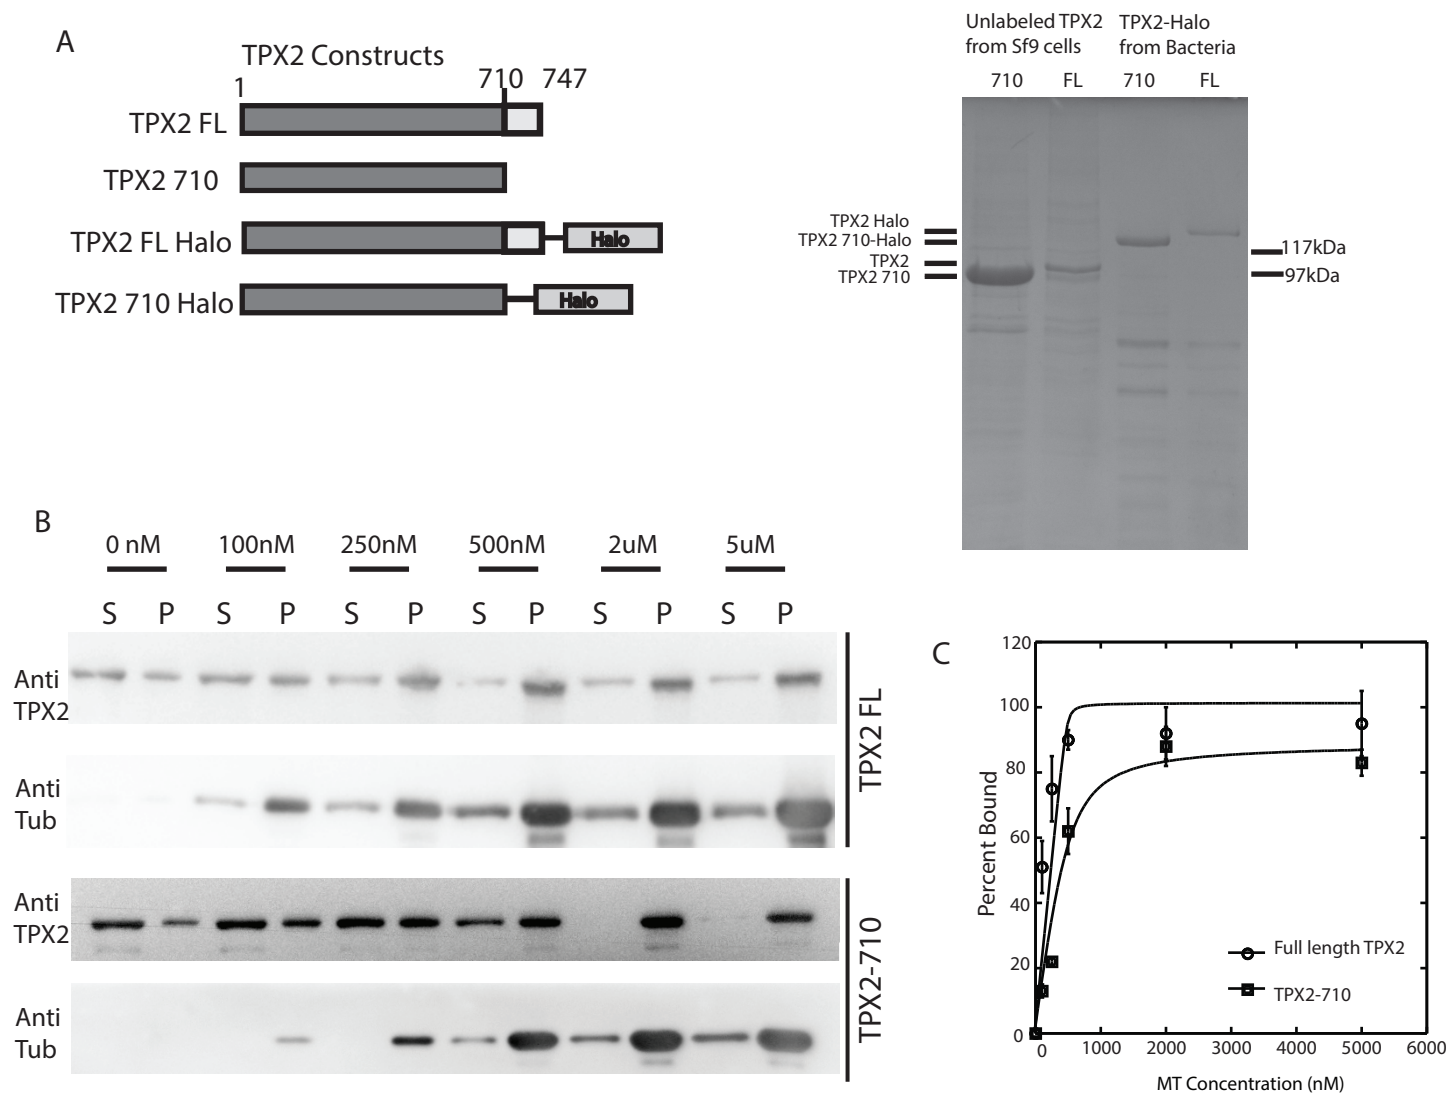 A
TPX2 Constructs
1
710 747
TPX2 FL
TPX2 710
TPX2 FL Halo
Halo
TPX2 710 Halo
Halo
Unlabeled TPX2
from Sf9 cells
TPX2-Halo
from Bacteria
710 FL 710 FL
TPX2 Halo
TPX2 710-Halo
TPX2
TPX2 710
117kDa
97kDa
B
0 nM 100nM 250nM 500nM 2uM 5uM
S P S P S P S P S P S P
Anti
TPX2
Anti
Tub
TPX2 FL
Anti
TPX2
Anti
Tub
TPX2-710
C
120
100
80
60
40
20
0
Percent Bound
Full length TPX2
TPX2-710
0 1000 2000 3000 4000 5000 6000
MT Concentration (nM)